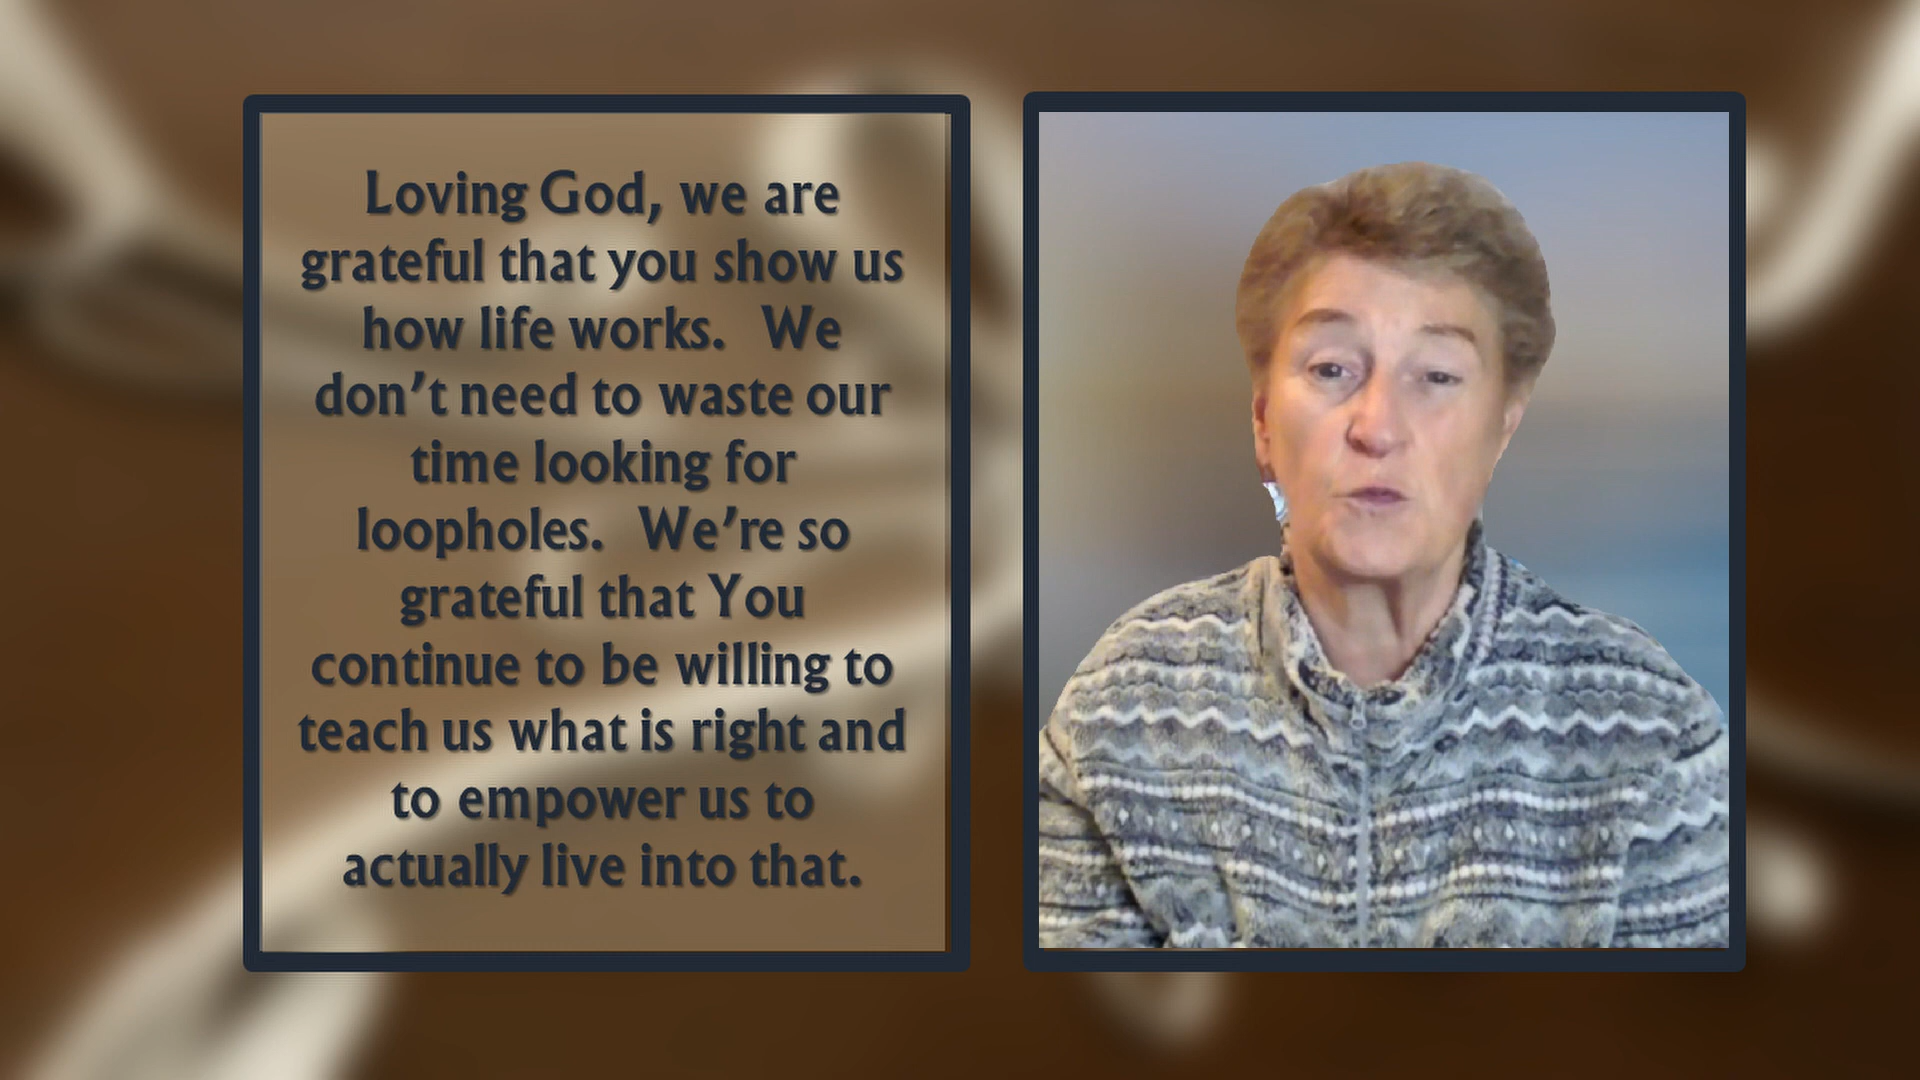 Loving God, we are
grateful that you show us
how life works. We
don’t need to waste our
time looking for
loopholes. We’re so
grateful that You
continue to be willing to
teach us what is right and
to empower us to
actually live into that.